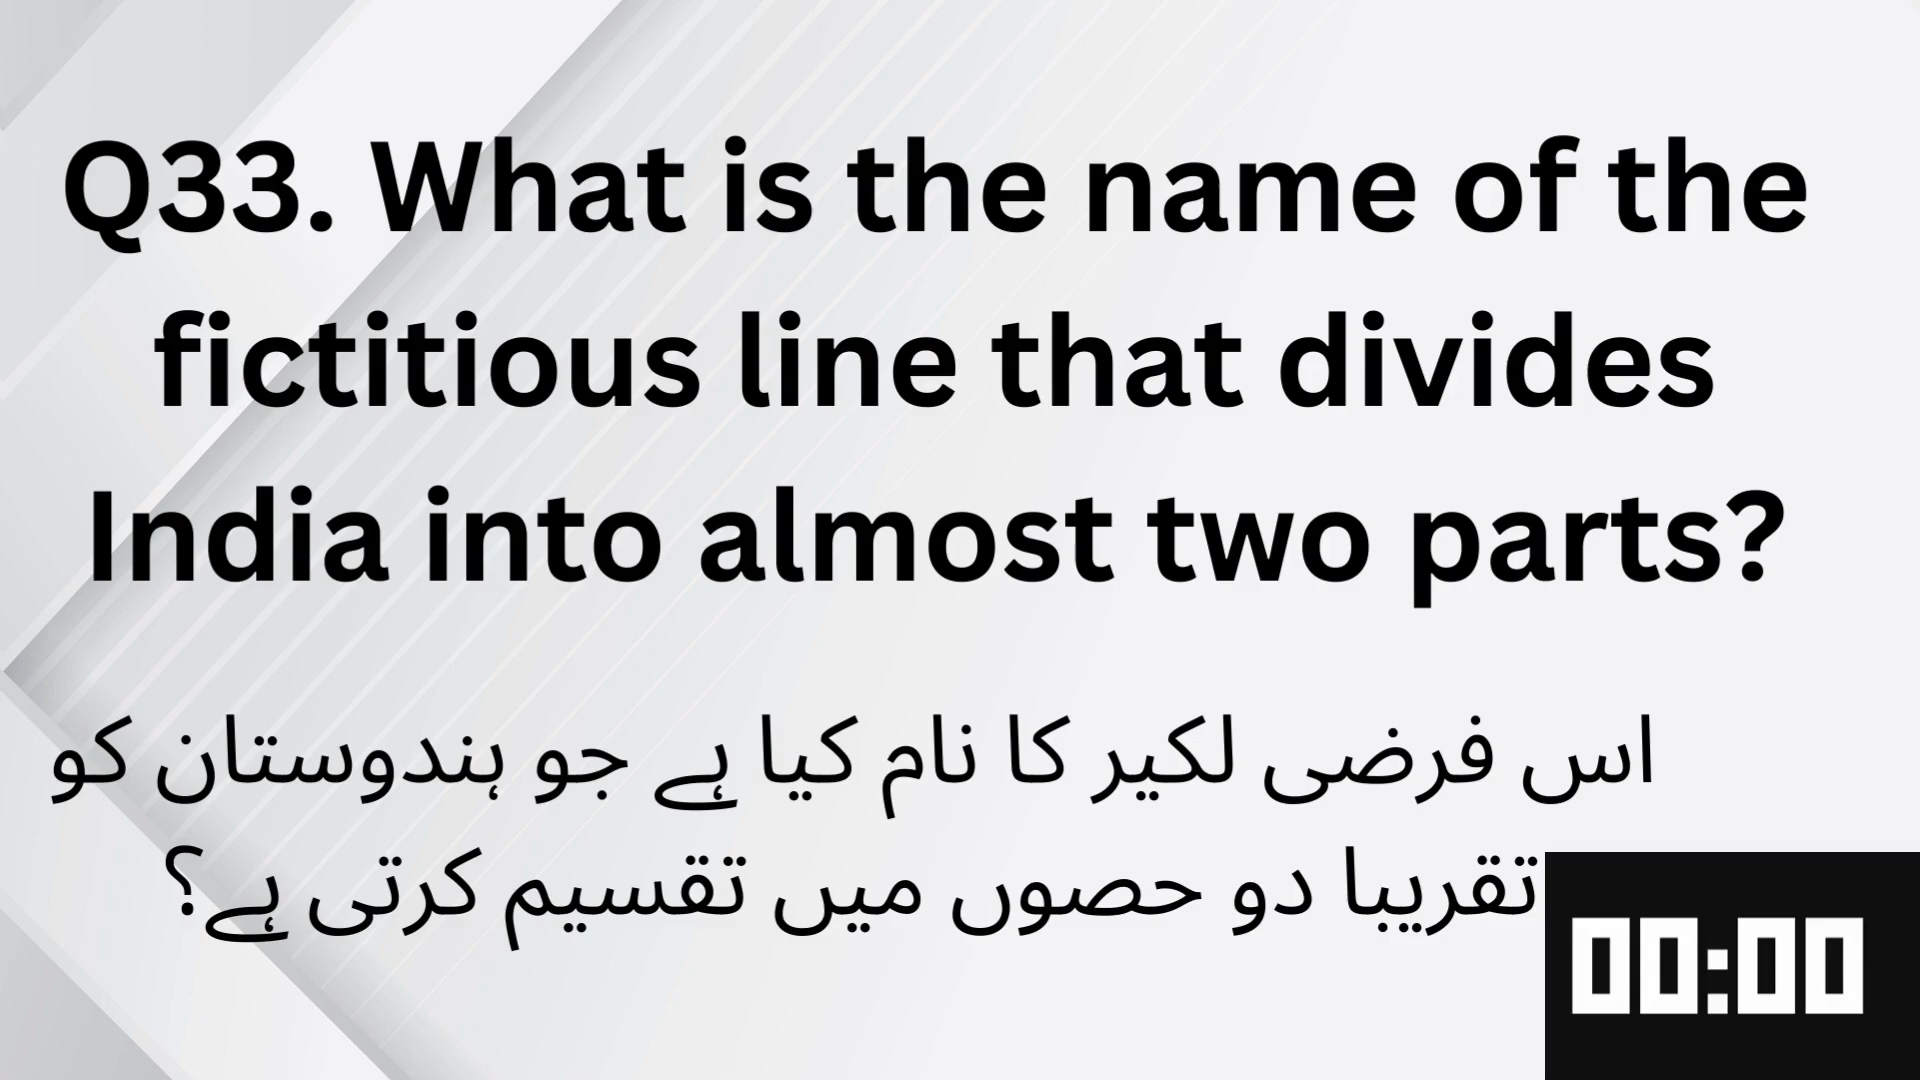 Q33. What is the name of the
fictitious line that divides
India into almost two parts?
اس فرضی لکیر کا نام کیا ہے جو ہندوستان کو
تقریبا دو حصوں میں تقسیم کرتی ہے؟
00:00